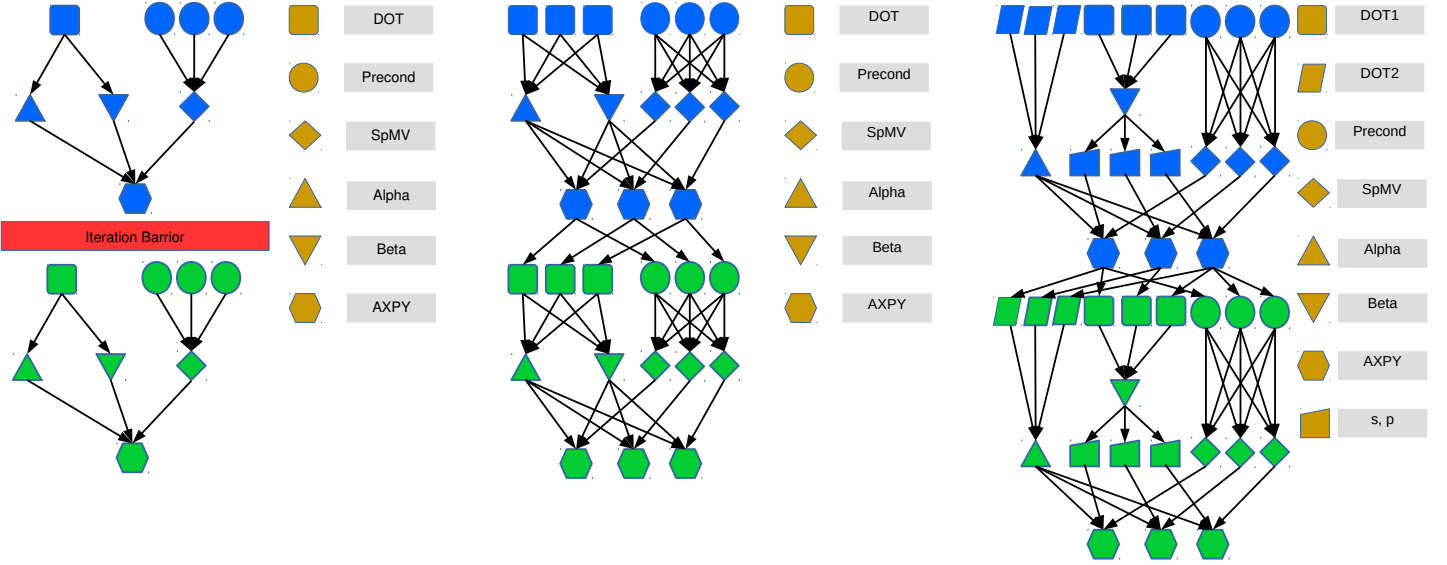 DOT
Precond
SpMV
Alpha
Iteration Barrior
Beta
AXPY
DOT
Precond
SpMV
Alpha
Beta
AXPY
DOT1
DOT2
Precond
SpMV
Alpha
Beta
AXPY
s, p